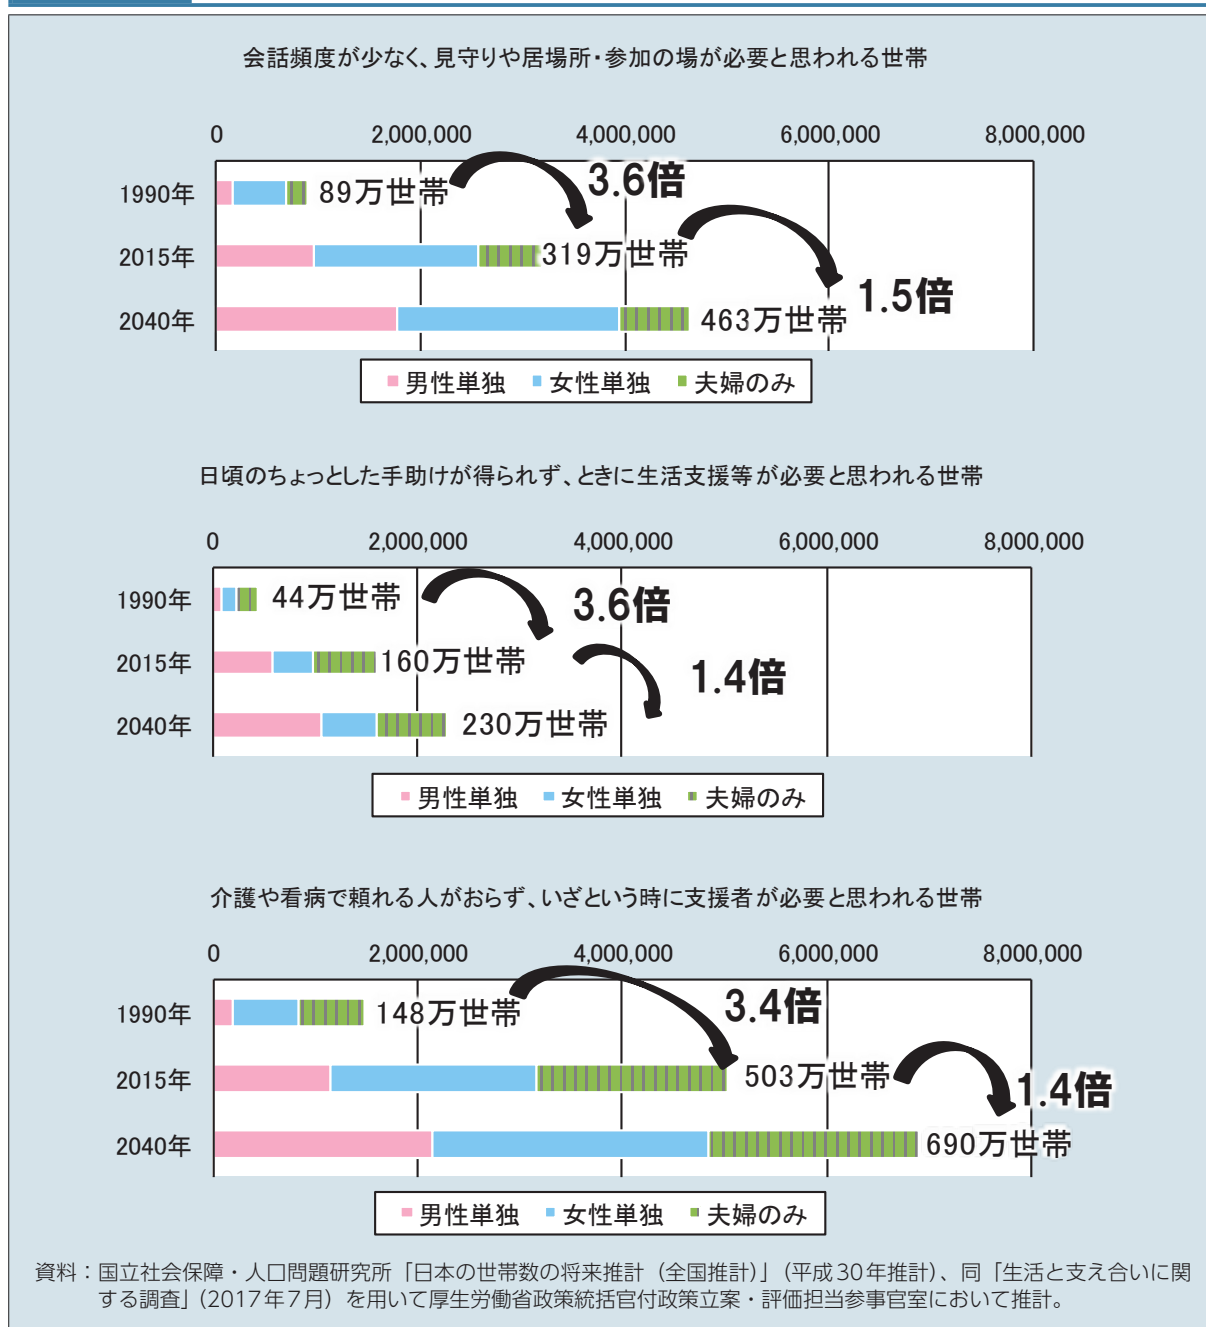 会話頻度が少なく、見守りや居場所・参加の場が必要と思われる世帯
0 2,000,000 4,000,000 6,000,000 8,000,000
1990年 89万世帯 3.6倍
2015年 319万世帯
1.5倍
2040年 463万世帯
男性単独 女性単独 夫婦のみ
日頃のちょっとした手助けが得られず、ときに生活支援等が必要と思われる世帯
0 2,000,000 4,000,000 6,000,000 8,000,000
1990年 44万世帯 3.6倍
2015年 160万世帯 1.4倍
2040年 230万世帯
男性単独 女性単独 夫婦のみ
介護や看病で頼れる人がおらず、いざという時に支援者が必要と思われる世帯
0 2,000,000 4,000,000 6,000,000 8,000,000
1990年 148万世帯 3.4倍
2015年 503万世帯 1.4倍
2040年 690万世帯
男性単独 女性単独 夫婦のみ
資料:国立社会保障・人口問題研究所「日本の世帯数の将来推計(全国推計)」(平成30年推計)、同「生活と支え合いに関
する調査」(2017年7月)を用いて厚生労働省政策統括官付政策立案・評価担当参事官室において推計。